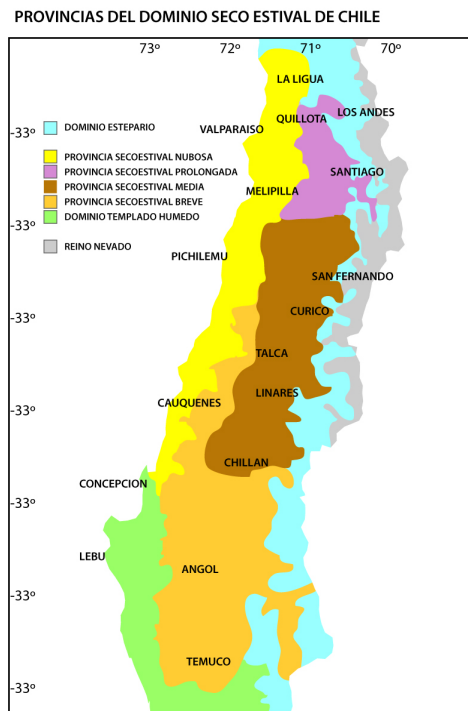 PROVINCIAS DEL DOMINIO SECO ESTIVAL DE CHILE
73º 72º 71º 70º
LA LIGUA
LOS ANDES
QUILLOTA
DOMINIO ESTEPARIO
VALPARAISO
-33º
PROVINCIA SECOESTIVAL NUBOSA
PROVINCIA SECOESTIVAL PROLONGADA
SANTIAGO
PROVINCIA SECOESTIVAL MEDIA
MELIPILLA
PROVINCIA SECOESTIVAL BREVE
DOMINIO TEMPLADO HUMEDO
-33º
REINO NEVADO
PICHILEMU
SAN FERNANDO
CURICO
-33º
TALCA
LINARES
CAUQUENES
-33º
CHILLAN
CONCEPCION
-33º
LEBU
ANGOL
-33º
TEMUCO
-33º